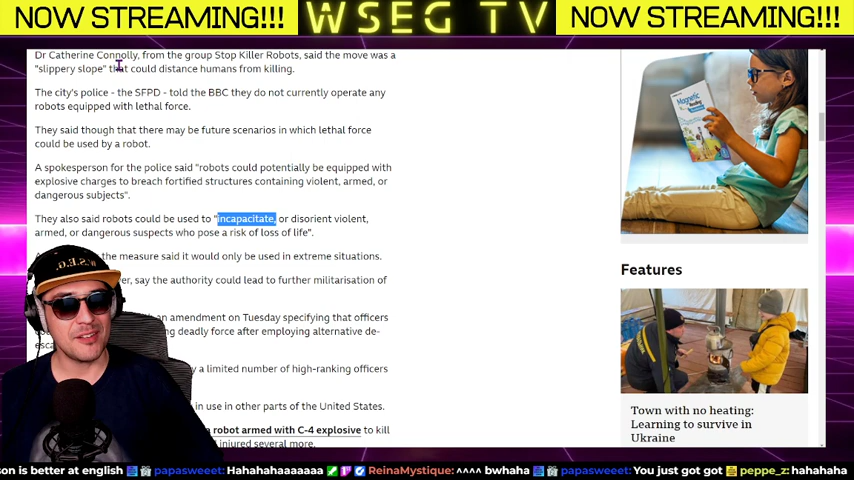 NOW STREAMING!!!
WSEG TV
NOW STREAMING!!!
Dr Catherine Connolly, from the group Stop Killer Robots, said the move was a
"slippery slope" that could distance humans from killing.
The city's police - the SFPD - told the BBC they do not currently operate any
robots equipped with lethal force.
They said though that there may be future scenarios in which lethal force
could be used by a robot.
A spokesperson for the police said "robots could potentially be equipped with
explosive charges to breach fortified structures containing violent, armed, or
dangerous subjects".
They also said robots could be used to "incapacitate, or disorient violent,
armed, or dangerous suspects who pose a risk of loss of life".
the measure said it would only be used in extreme situations.
say the authority could lead to further militarisation of
an amendment on Tuesday specifying that officers
deadly force after employing alternative de-
a limited number of high-ranking officers
in use in other parts of the United States.
robot armed with C-4 explosive to kill
injured several more.
Magnetic
Features
Town with no heating:
Learning to survive in
Ukraine
W.S.E.G.
son is better at english papasweeet: Hahahahaaaaaaa ReinaMystique: ^^^^ bwhaha papasweeet: You just got got peppe_z: hahahaha